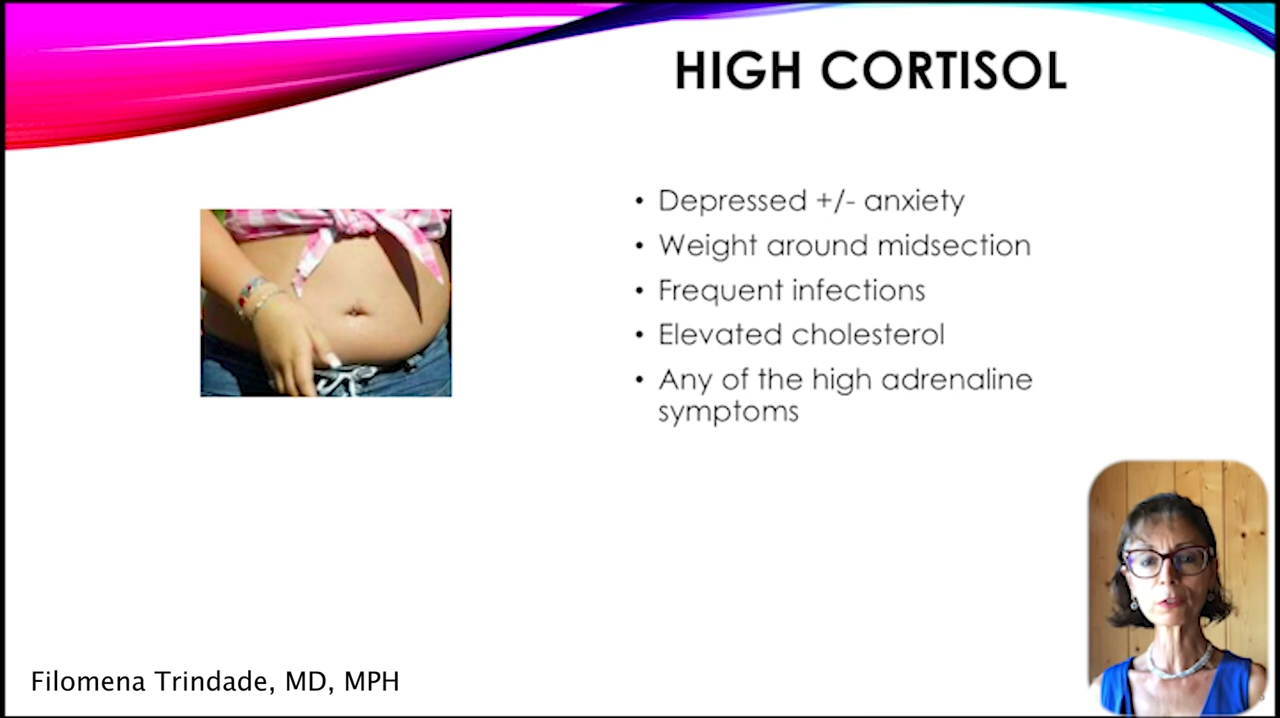 HIGH CORTISOL
• Depressed +/- anxiety
• Weight around midsection
• Frequent infections
• Elevated cholesterol
• Any of the high adrenaline
symptoms
Filomena Trindade, MD, MPH